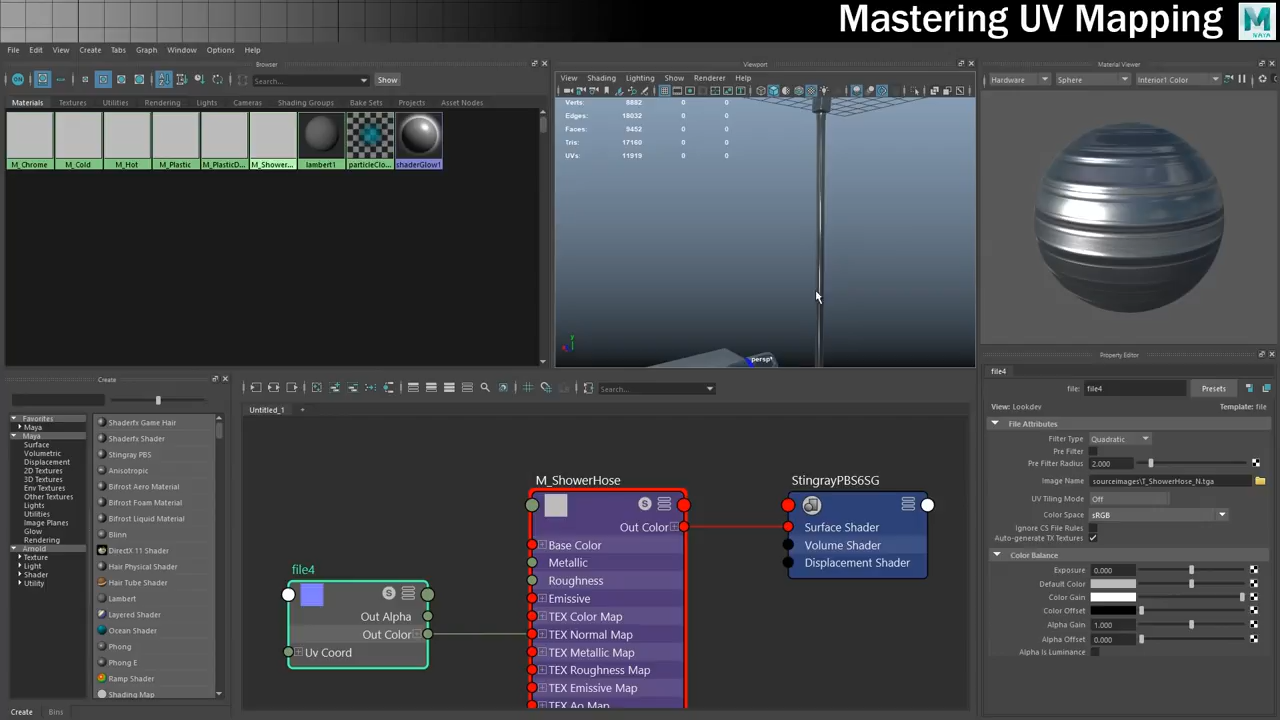 Mastering UV Mapping
MAYA
File Edit View Create Tabs Graph Window Options Help
Browser
Search... Show
Materials Textures Utilities Rendering Lights Cameras Shading Groups Bake Sets Projects Asset Nodes
M_Chrome M_Cold M_Hot M_Plastic M_PlasticD... M_Shower... lambert1 particleClo... shaderGlow1
Viewport
View Shading Lighting Show Renderer Help
Verts: 8882 0 0
Edges: 18032 0 0
Faces: 9452 0 0
Tris: 17160 0 0
UVs: 11919 0 0
persp*
Material Viewer
Hardware Sphere Interior1 Color
Create
Favorites
Maya
Maya
Surface
Volumetric
Displacement
2D Textures
3D Textures
Env Textures
Other Textures
Lights
Utilities
Image Planes
Glow
Rendering
Arnold
Texture
Light
Shader
Utility
Shaderfx Game Hair
Shaderfx Shader
Stingray PBS
Anisotropic
Bifrost Aero Material
Bifrost Foam Material
Bifrost Liquid Material
Blinn
DirectX 11 Shader
Hair Physical Shader
Hair Tube Shader
Lambert
Layered Shader
Ocean Shader
Phong
Phong E
Ramp Shader
Shading Map
Create Bins
Search...
Untitled_1 +
file4
Out Alpha
Out Color
Uv Coord
M_ShowerHose
Out Color
Base Color
Metallic
Roughness
Emissive
TEX Color Map
TEX Normal Map
TEX Metallic Map
TEX Roughness Map
TEX Emissive Map
TEX Ao Map
StingrayPBS6SG
Surface Shader
Volume Shader
Displacement Shader
Property Editor
file4
file: file4 Presets
View: Lookdev Template: file
File Attributes
Filter Type Quadratic
Pre Filter
Pre Filter Radius 2.000
Image Name sourceimages\T_ShowerHose_N.tga
UV Tiling Mode Off
Color Space sRGB
Ignore CS File Rules
Auto-generate TX Textures
Color Balance
Exposure 0.000
Default Color
Color Gain
Color Offset
Alpha Gain 1.000
Alpha Offset 0.000
Alpha Is Luminance